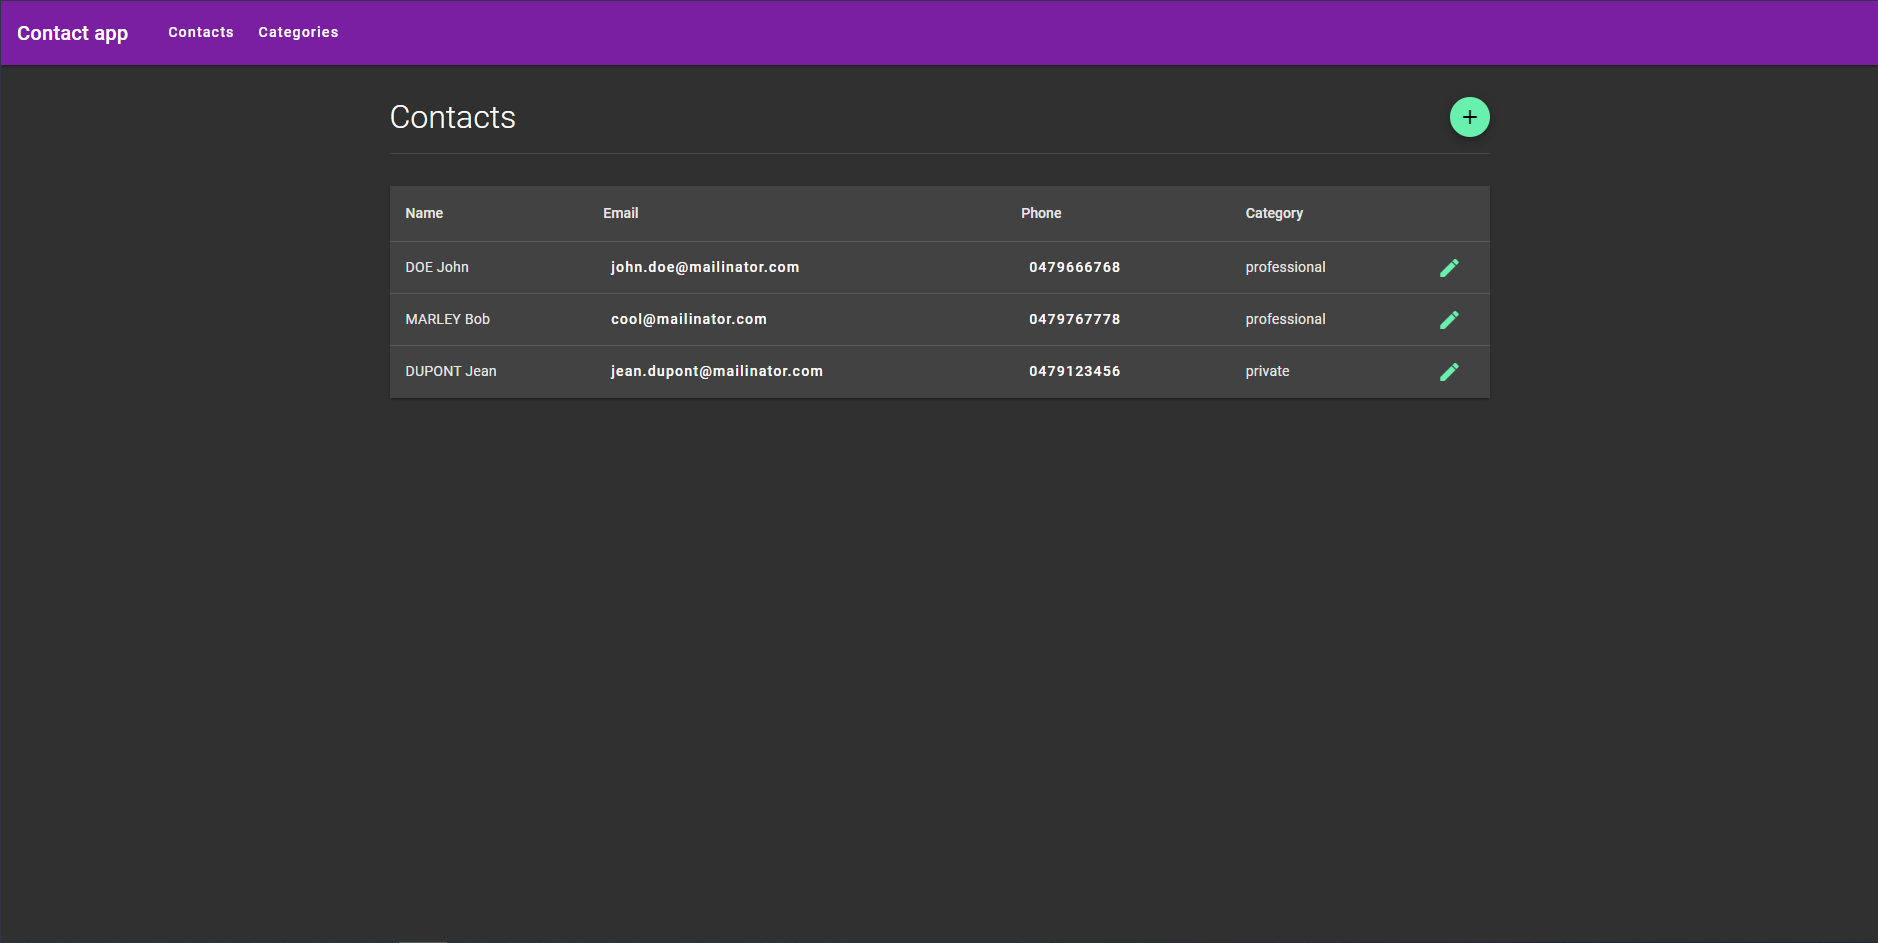 Contact app Contacts Categories
Contacts
Name Email Phone Category
DOE John john.doe@mailinator.com 0479666768 professional
MARLEY Bob cool@mailinator.com 0479767778 professional
DUPONT Jean jean.dupont@mailinator.com 0479123456 private